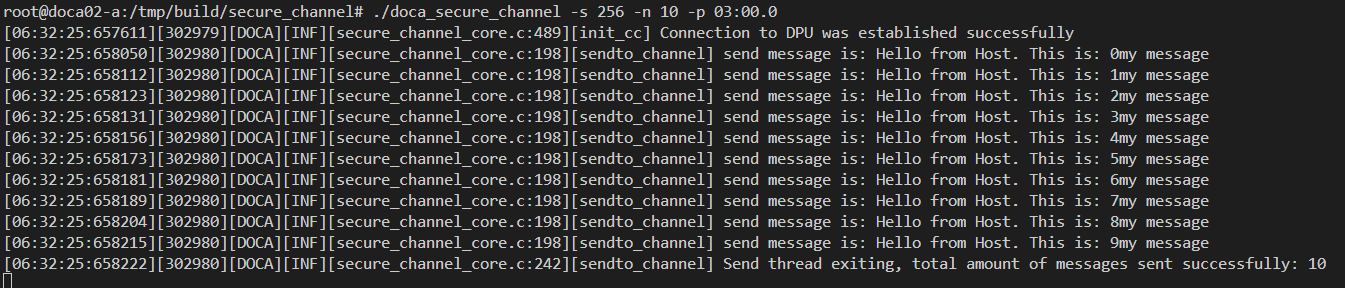 root@doca02-a:/tmp/build/secure_channel# ./doca_secure_channel -s 256 -n 10 -p 03:00.0
[06:32:25:657611][302979][DOCA][INF][secure_channel_core.c:489][init_cc] Connection to DPU was established successfully
[06:32:25:658050][302980][DOCA][INF][secure_channel_core.c:198][sendto_channel] send message is: Hello from Host. This is: 0my message
[06:32:25:658112][302980][DOCA][INF][secure_channel_core.c:198][sendto_channel] send message is: Hello from Host. This is: 1my message
[06:32:25:658123][302980][DOCA][INF][secure_channel_core.c:198][sendto_channel] send message is: Hello from Host. This is: 2my message
[06:32:25:658131][302980][DOCA][INF][secure_channel_core.c:198][sendto_channel] send message is: Hello from Host. This is: 3my message
[06:32:25:658156][302980][DOCA][INF][secure_channel_core.c:198][sendto_channel] send message is: Hello from Host. This is: 4my message
[06:32:25:658173][302980][DOCA][INF][secure_channel_core.c:198][sendto_channel] send message is: Hello from Host. This is: 5my message
[06:32:25:658181][302980][DOCA][INF][secure_channel_core.c:198][sendto_channel] send message is: Hello from Host. This is: 6my message
[06:32:25:658189][302980][DOCA][INF][secure_channel_core.c:198][sendto_channel] send message is: Hello from Host. This is: 7my message
[06:32:25:658204][302980][DOCA][INF][secure_channel_core.c:198][sendto_channel] send message is: Hello from Host. This is: 8my message
[06:32:25:658215][302980][DOCA][INF][secure_channel_core.c:198][sendto_channel] send message is: Hello from Host. This is: 9my message
[06:32:25:658222][302980][DOCA][INF][secure_channel_core.c:242][sendto_channel] Send thread exiting, total amount of messages sent successfully: 10